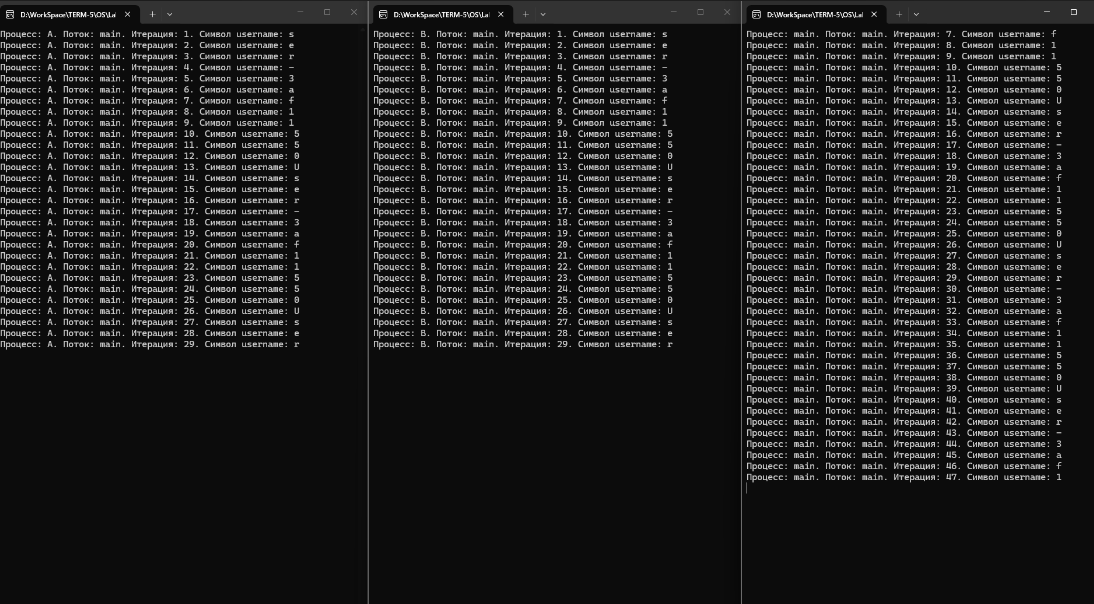 D:\WorkSpace\TERM-5\OS\Lal
Процесс: A. Поток: main. Итерация: 1. Символ username: s
Процесс: A. Поток: main. Итерация: 2. Символ username: e
Процесс: A. Поток: main. Итерация: 3. Символ username: r
Процесс: A. Поток: main. Итерация: 4. Символ username: -
Процесс: A. Поток: main. Итерация: 5. Символ username: 3
Процесс: A. Поток: main. Итерация: 6. Символ username: a
Процесс: A. Поток: main. Итерация: 7. Символ username: f
Процесс: A. Поток: main. Итерация: 8. Символ username: 1
Процесс: A. Поток: main. Итерация: 9. Символ username: 1
Процесс: A. Поток: main. Итерация: 10. Символ username: 5
Процесс: A. Поток: main. Итерация: 11. Символ username: 5
Процесс: A. Поток: main. Итерация: 12. Символ username: 0
Процесс: A. Поток: main. Итерация: 13. Символ username: U
Процесс: A. Поток: main. Итерация: 14. Символ username: s
Процесс: A. Поток: main. Итерация: 15. Символ username: e
Процесс: A. Поток: main. Итерация: 16. Символ username: r
Процесс: A. Поток: main. Итерация: 17. Символ username: -
Процесс: A. Поток: main. Итерация: 18. Символ username: 3
Процесс: A. Поток: main. Итерация: 19. Символ username: a
Процесс: A. Поток: main. Итерация: 20. Символ username: f
Процесс: A. Поток: main. Итерация: 21. Символ username: 1
Процесс: A. Поток: main. Итерация: 22. Символ username: 1
Процесс: A. Поток: main. Итерация: 23. Символ username: 5
Процесс: A. Поток: main. Итерация: 24. Символ username: 5
Процесс: A. Поток: main. Итерация: 25. Символ username: 0
Процесс: A. Поток: main. Итерация: 26. Символ username: U
Процесс: A. Поток: main. Итерация: 27. Символ username: s
Процесс: A. Поток: main. Итерация: 28. Символ username: e
Процесс: A. Поток: main. Итерация: 29. Символ username: r
D:\WorkSpace\TERM-5\OS\Lal
Процесс: B. Поток: main. Итерация: 1. Символ username: s
Процесс: B. Поток: main. Итерация: 2. Символ username: e
Процесс: B. Поток: main. Итерация: 3. Символ username: r
Процесс: B. Поток: main. Итерация: 4. Символ username: -
Процесс: B. Поток: main. Итерация: 5. Символ username: 3
Процесс: B. Поток: main. Итерация: 6. Символ username: a
Процесс: B. Поток: main. Итерация: 7. Символ username: f
Процесс: B. Поток: main. Итерация: 8. Символ username: 1
Процесс: B. Поток: main. Итерация: 9. Символ username: 1
Процесс: B. Поток: main. Итерация: 10. Символ username: 5
Процесс: B. Поток: main. Итерация: 11. Символ username: 5
Процесс: B. Поток: main. Итерация: 12. Символ username: 0
Процесс: B. Поток: main. Итерация: 13. Символ username: U
Процесс: B. Поток: main. Итерация: 14. Символ username: s
Процесс: B. Поток: main. Итерация: 15. Символ username: e
Процесс: B. Поток: main. Итерация: 16. Символ username: r
Процесс: B. Поток: main. Итерация: 17. Символ username: -
Процесс: B. Поток: main. Итерация: 18. Символ username: 3
Процесс: B. Поток: main. Итерация: 19. Символ username: a
Процесс: B. Поток: main. Итерация: 20. Символ username: f
Процесс: B. Поток: main. Итерация: 21. Символ username: 1
Процесс: B. Поток: main. Итерация: 22. Символ username: 1
Процесс: B. Поток: main. Итерация: 23. Символ username: 5
Процесс: B. Поток: main. Итерация: 24. Символ username: 5
Процесс: B. Поток: main. Итерация: 25. Символ username: 0
Процесс: B. Поток: main. Итерация: 26. Символ username: U
Процесс: B. Поток: main. Итерация: 27. Символ username: s
Процесс: B. Поток: main. Итерация: 28. Символ username: e
Процесс: B. Поток: main. Итерация: 29. Символ username: r
D:\WorkSpace\TERM-5\OS\Lal
Процесс: main. Поток: main. Итерация: 7. Символ username: f
Процесс: main. Поток: main. Итерация: 8. Символ username: 1
Процесс: main. Поток: main. Итерация: 9. Символ username: 1
Процесс: main. Поток: main. Итерация: 10. Символ username: 5
Процесс: main. Поток: main. Итерация: 11. Символ username: 5
Процесс: main. Поток: main. Итерация: 12. Символ username: 0
Процесс: main. Поток: main. Итерация: 13. Символ username: U
Процесс: main. Поток: main. Итерация: 14. Символ username: s
Процесс: main. Поток: main. Итерация: 15. Символ username: e
Процесс: main. Поток: main. Итерация: 16. Символ username: r
Процесс: main. Поток: main. Итерация: 17. Символ username: -
Процесс: main. Поток: main. Итерация: 18. Символ username: 3
Процесс: main. Поток: main. Итерация: 19. Символ username: a
Процесс: main. Поток: main. Итерация: 20. Символ username: f
Процесс: main. Поток: main. Итерация: 21. Символ username: 1
Процесс: main. Поток: main. Итерация: 22. Символ username: 1
Процесс: main. Поток: main. Итерация: 23. Символ username: 5
Процесс: main. Поток: main. Итерация: 24. Символ username: 5
Процесс: main. Поток: main. Итерация: 25. Символ username: 0
Процесс: main. Поток: main. Итерация: 26. Символ username: U
Процесс: main. Поток: main. Итерация: 27. Символ username: s
Процесс: main. Поток: main. Итерация: 28. Символ username: e
Процесс: main. Поток: main. Итерация: 29. Символ username: r
Процесс: main. Поток: main. Итерация: 30. Символ username: -
Процесс: main. Поток: main. Итерация: 31. Символ username: 3
Процесс: main. Поток: main. Итерация: 32. Символ username: a
Процесс: main. Поток: main. Итерация: 33. Символ username: f
Процесс: main. Поток: main. Итерация: 34. Символ username: 1
Процесс: main. Поток: main. Итерация: 35. Символ username: 1
Процесс: main. Поток: main. Итерация: 36. Символ username: 5
Процесс: main. Поток: main. Итерация: 37. Символ username: 5
Процесс: main. Поток: main. Итерация: 38. Символ username: 0
Процесс: main. Поток: main. Итерация: 39. Символ username: U
Процесс: main. Поток: main. Итерация: 40. Символ username: s
Процесс: main. Поток: main. Итерация: 41. Символ username: e
Процесс: main. Поток: main. Итерация: 42. Символ username: r
Процесс: main. Поток: main. Итерация: 43. Символ username: -
Процесс: main. Поток: main. Итерация: 44. Символ username: 3
Процесс: main. Поток: main. Итерация: 45. Символ username: a
Процесс: main. Поток: main. Итерация: 46. Символ username: f
Процесс: main. Поток: main. Итерация: 47. Символ username: 1